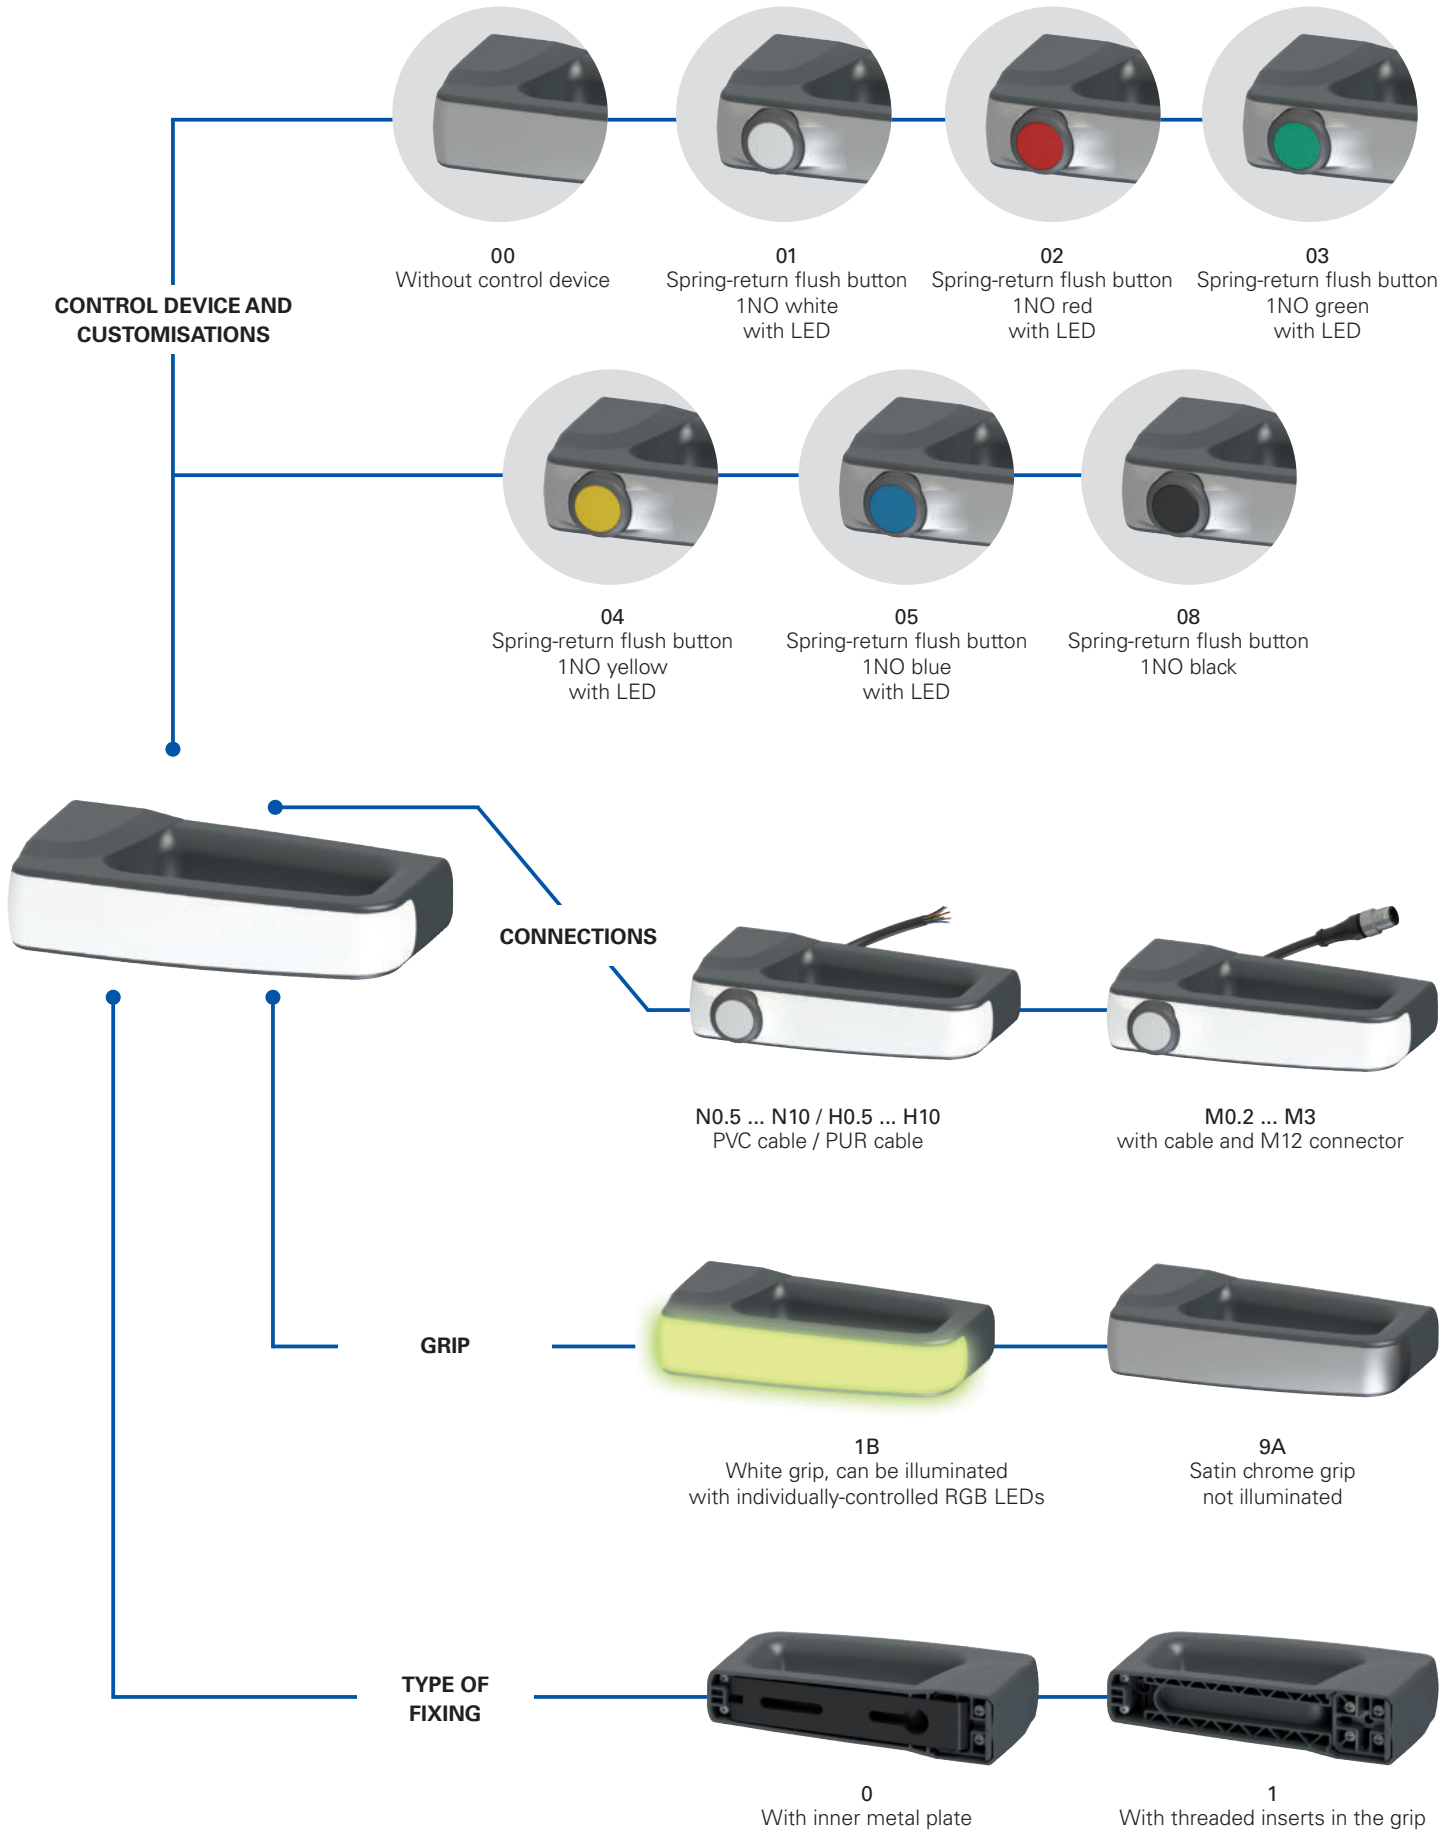 00
Without control device
01
Spring-return flush button
1NO white
with LED
02
Spring-return flush button
1NO red
with LED
03
Spring-return flush button
1NO green
with LED
CONTROL DEVICE AND
CUSTOMISATIONS
04
Spring-return flush button
1NO yellow
with LED
05
Spring-return flush button
1NO blue
with LED
08
Spring-return flush button
1NO black
CONNECTIONS
N0.5 ... N10 / H0.5 ... H10
PVC cable / PUR cable
M0.2 ... M3
with cable and M12 connector
GRIP
1B
White grip, can be illuminated
with individually-controlled RGB LEDs
9A
Satin chrome grip
not illuminated
TYPE OF
FIXING
0
With inner metal plate
1
With threaded inserts in the grip